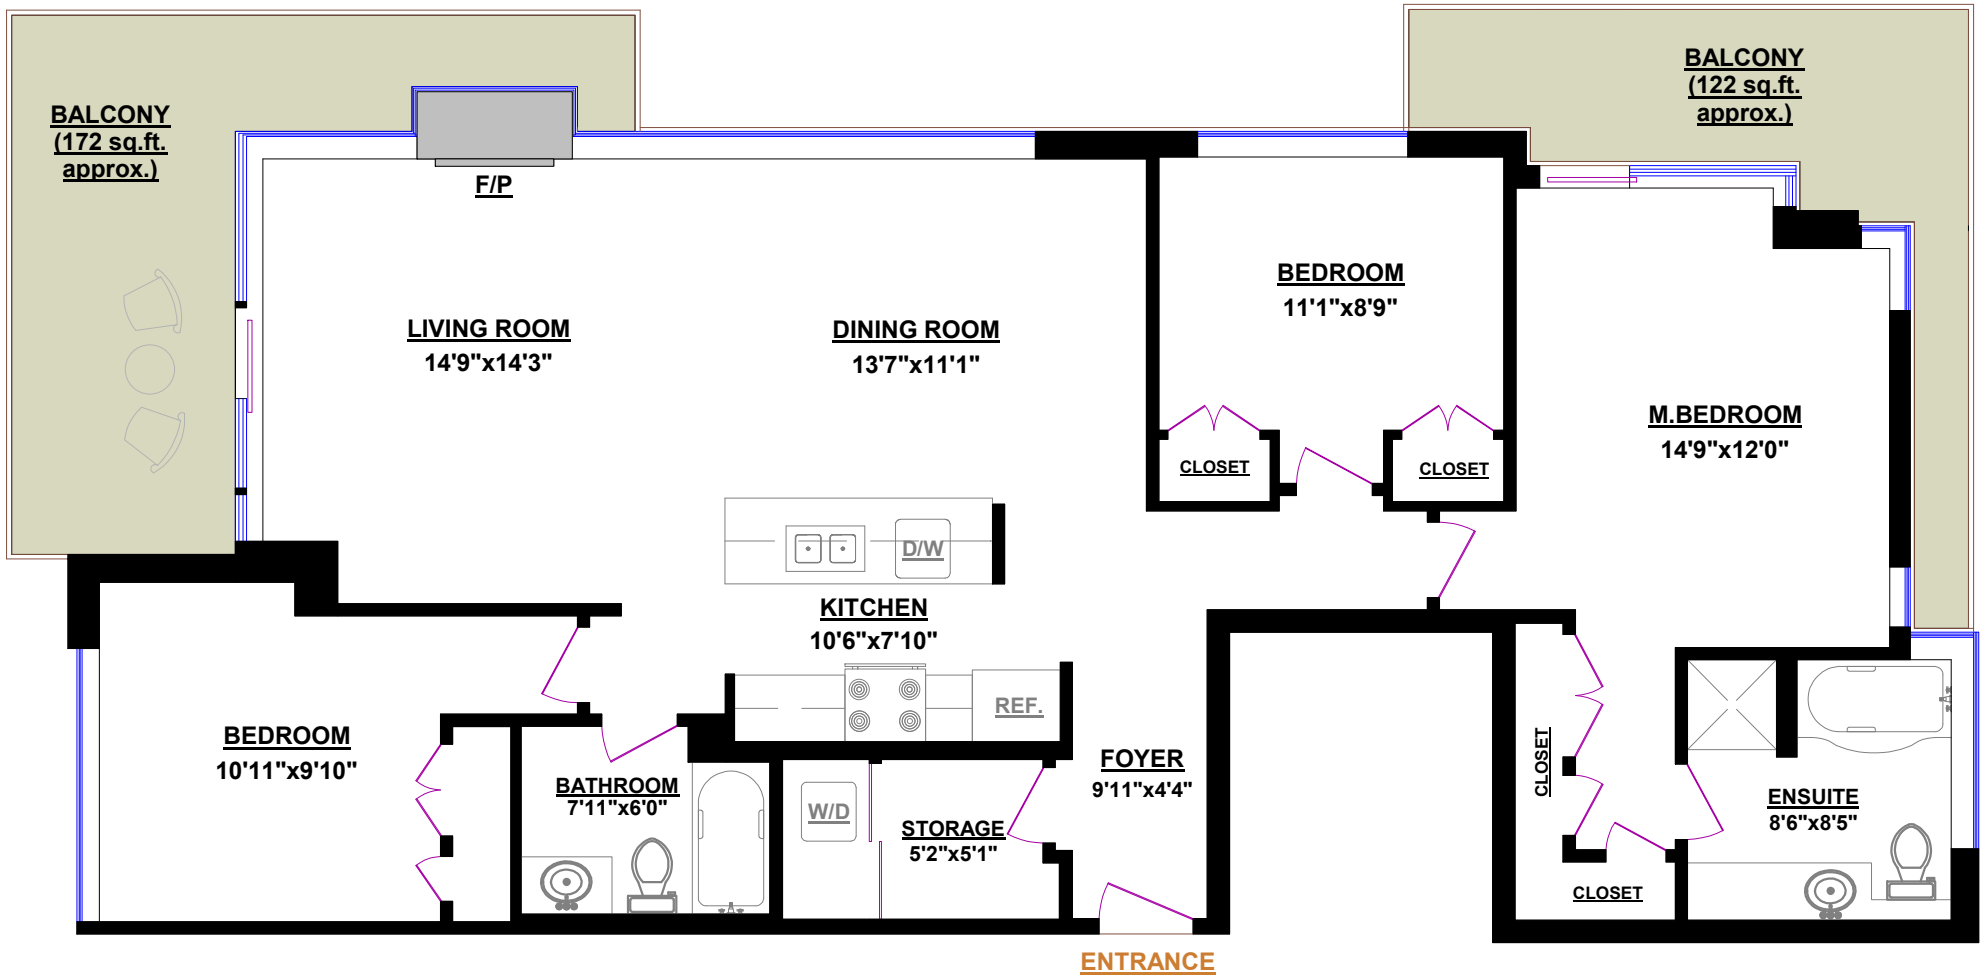 BALCONY
(172 sq.ft.
approx.)
F/P
BALCONY
(122 sq.ft.
approx.)
LIVING ROOM
14'9"x14'3"
DINING ROOM
13'7"x11'1"
BEDROOM
11'1"x8'9"
CLOSET
CLOSET
M.BEDROOM
14'9"x12'0"
D/W
KITCHEN
10'6"x7'10"
REF.
BEDROOM
10'11"x9'10"
BATHROOM
7'11"x6'0"
W/D
STORAGE
5'2"x5'1"
FOYER
9'11"x4'4"
CLOSET
ENSUITE
8'6"x8'5"
CLOSET
ENTRANCE